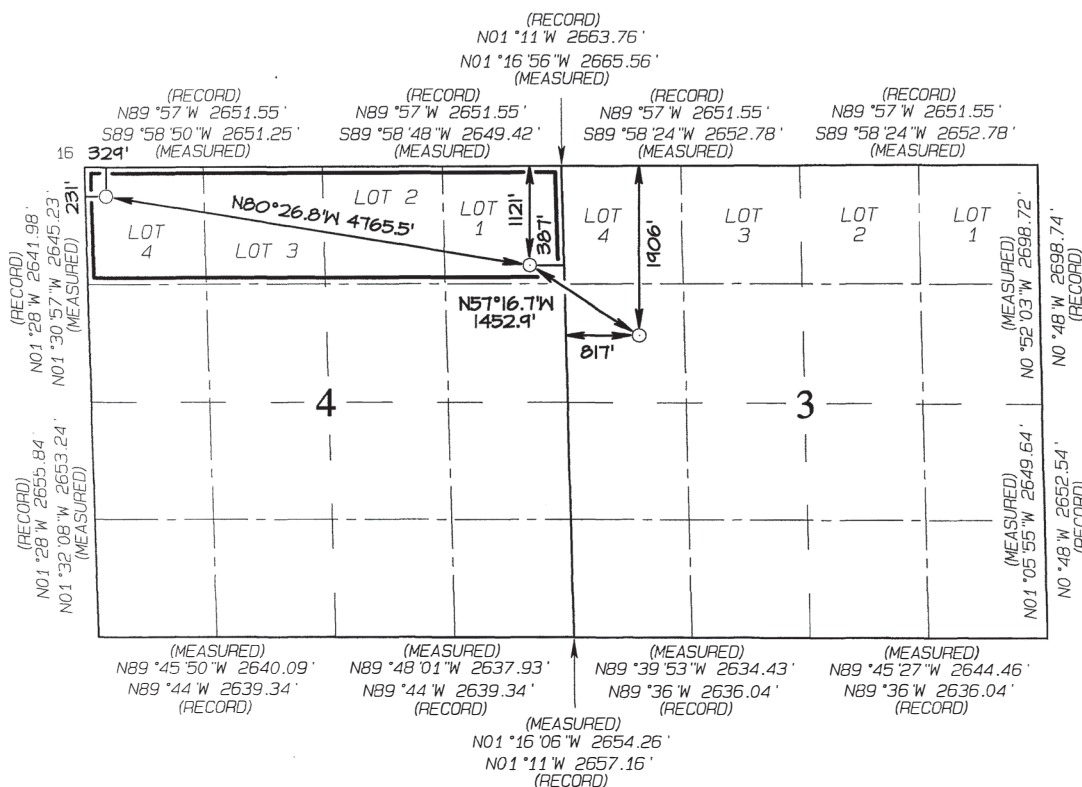 (RECORD)
N01°11'W 2663.76'
N01°16'56"W 2665.56'
(MEASURED)
(RECORD)
N89°57'W 2651.55'
S89°58'50"W 2651.25'
(MEASURED)
(RECORD)
N89°57'W 2651.55'
S89°58'48"W 2649.42'
(MEASURED)
(RECORD)
N89°57'W 2651.55'
S89°58'24"W 2652.78'
(MEASURED)
(RECORD)
N89°57'W 2651.55'
S89°58'24"W 2652.78'
(MEASURED)
16
329'
231'
LOT
4
N80°26.8'W 4765.5'
LOT 3
LOT 2
LOT
1
1121'
387'
LOT
4
1906'
LOT
3
LOT
2
LOT
1
N57°16.7'W
1452.9'
817'
(RECORD)
N01°28'W 2641.98'
N01°30'57"W 2645.23'
(MEASURED)
(MEASURED)
N0°52'03"W 2698.72'
N0°48'W 2698.74'
(RECORD)
4
3
(RECORD)
N01°28'W 2655.84'
N01°32'08"W 2653.24'
(MEASURED)
(MEASURED)
N01°05'55"W 2649.64'
N0°48'W 2652.54'
(RECORD)
(MEASURED)
N89°45'50"W 2640.09'
N89°44'W 2639.34'
(RECORD)
(MEASURED)
N89°48'01"W 2637.93'
N89°44'W 2639.34'
(RECORD)
(MEASURED)
N89°39'53"W 2634.43'
N89°36'W 2636.04'
(RECORD)
(MEASURED)
N89°45'27"W 2644.46'
N89°36'W 2636.04'
(RECORD)
(MEASURED)
N01°16'06"W 2654.26'
N01°11'W 2657.16'
(RECORD)